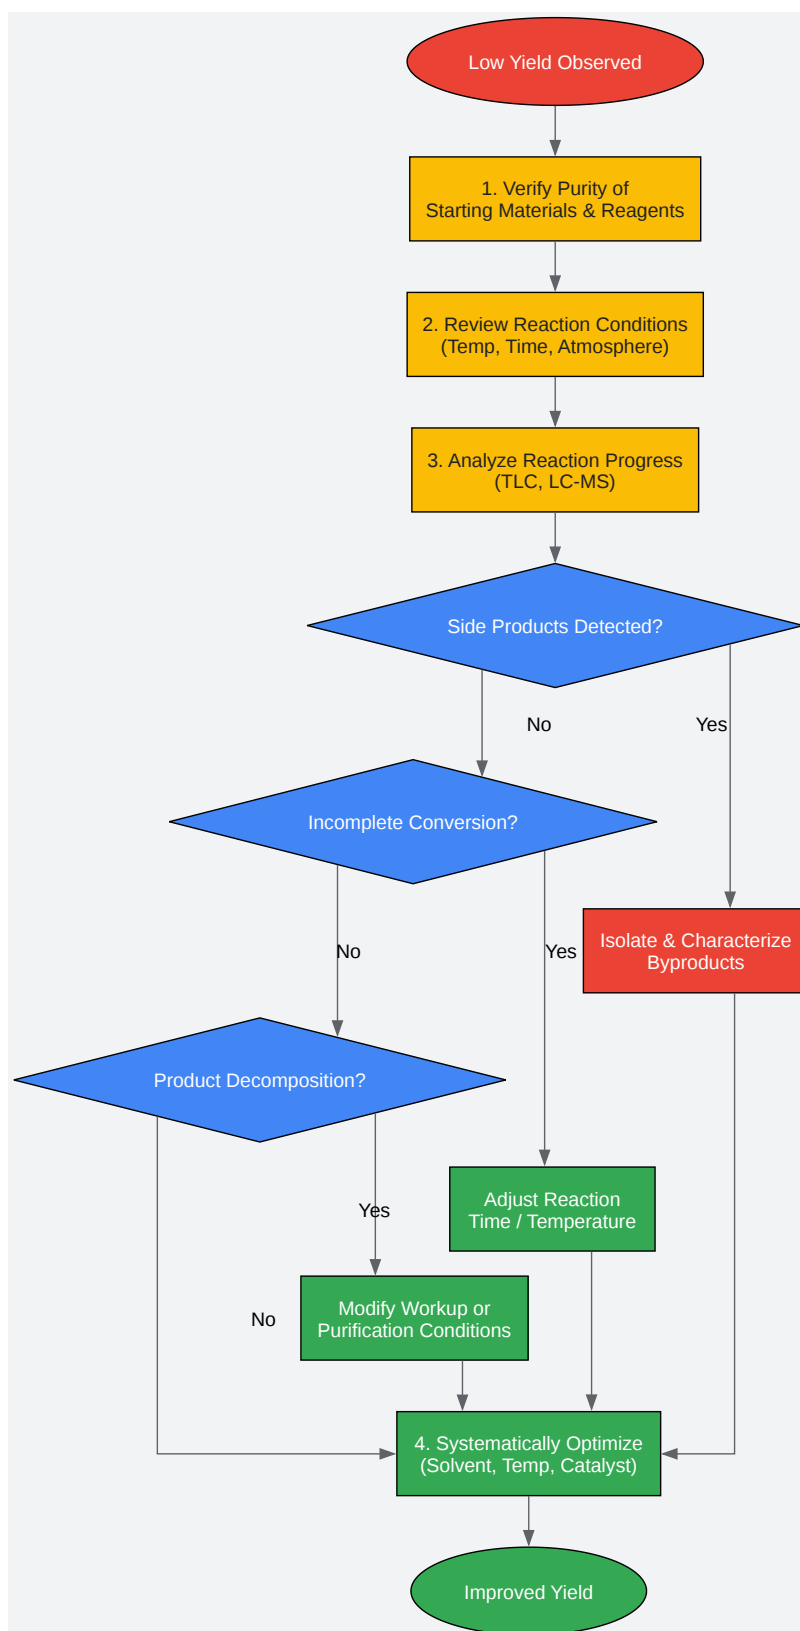 Low Yield Observed
1. Verify Purity of
Starting Materials & Reagents
2. Review Reaction Conditions
(Temp, Time, Atmosphere)
3. Analyze Reaction Progress
(TLC, LC-MS)
Side Products Detected?
No
Yes
Incomplete Conversion?
Isolate & Characterize
Byproducts
No
Yes
Product Decomposition?
Adjust Reaction
Time / Temperature
Yes
Modify Workup or
Purification Conditions
No
4. Systematically Optimize
(Solvent, Temp, Catalyst)
Improved Yield